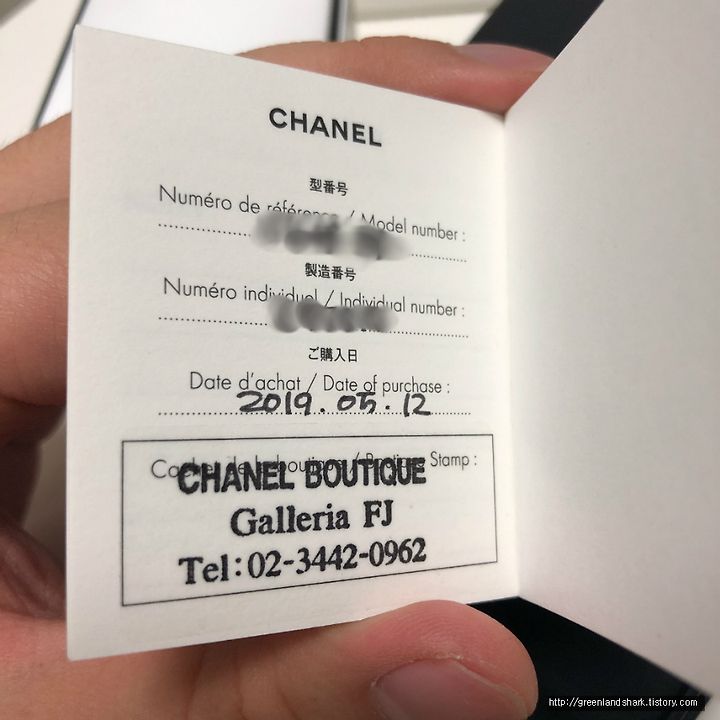 CHANEL
型番号
Numéro de référence / Model number :
製造番号
Numéro individuel / Individual number :
ご購入日
Date d'achat / Date of purchase :
2019.05.12
Stamp :
CHANEL BOUTIQUE
Galleria FJ
Tel:02-3442-0962
http://greenlandshark.tistory.com